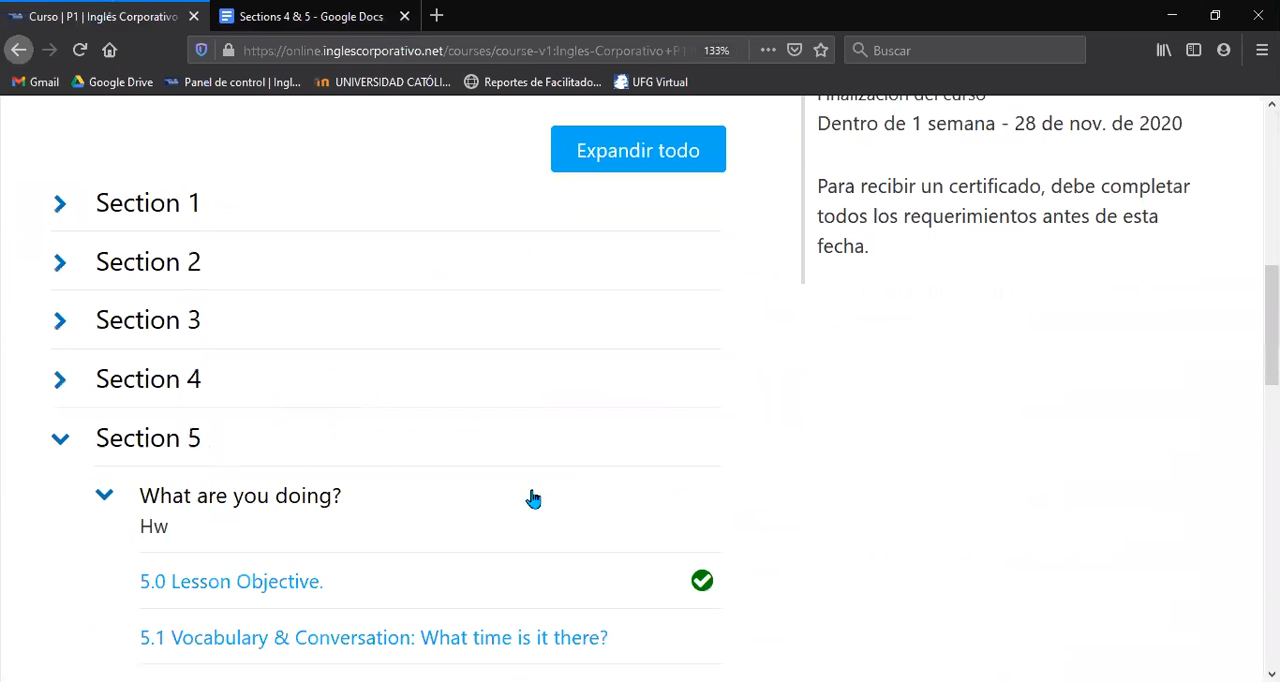 Curso | P1 | Inglés Corporativo
Sections 4 & 5 - Google Docs
https://online.inglescorporativo.net/courses/course-v1:Ingles-Corporativo+P1
133%
Buscar
Gmail
Google Drive
Panel de control | Ingl...
UNIVERSIDAD CATÓLI...
Reportes de Facilitado...
UFG Virtual
Finalización del curso
Dentro de 1 semana - 28 de nov. de 2020
Para recibir un certificado, debe completar
todos los requerimientos antes de esta
fecha.
Expandir todo
Section 1
Section 2
Section 3
Section 4
Section 5
What are you doing?
Hw
5.0 Lesson Objective.
5.1 Vocabulary & Conversation: What time is it there?